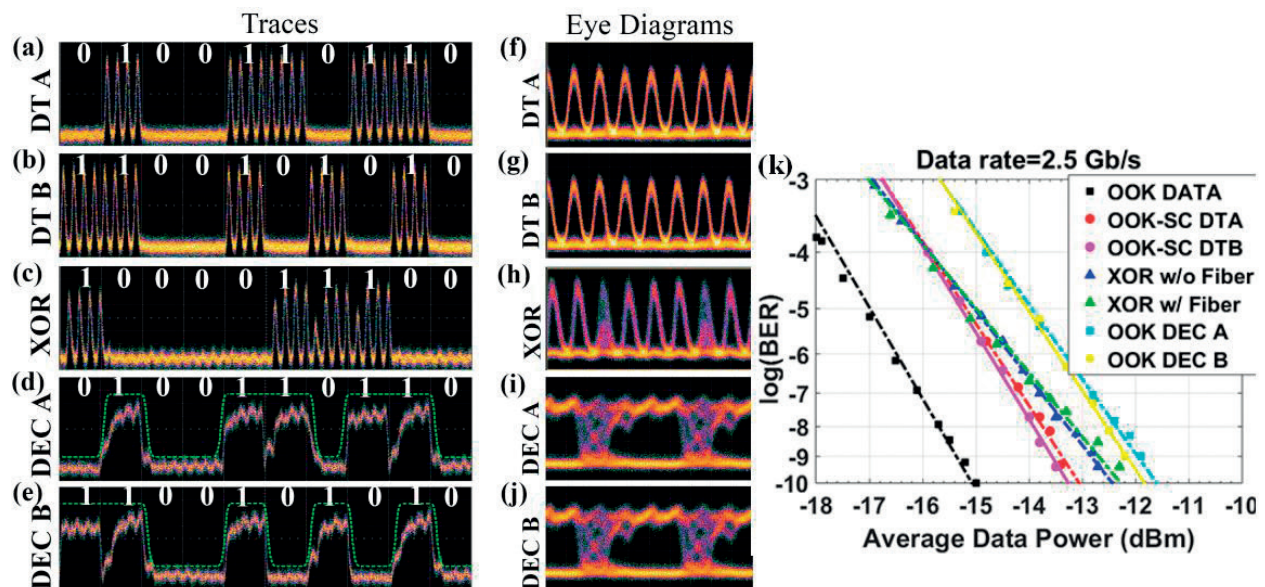 Traces
Eye Diagrams
(a) 0 1 0 0 1 1 0 1 1 0
DT A
(b) 1 1 0 0 1 0 1 0 1 0
DT B
(c) 1 0 0 0 0 1 1 1 0 0
XOR
(d) 0 1 0 0 1 1 0 1 1 0
DEC A
(e) 1 1 0 0 1 0 1 0 1 0
DEC B
(f)
DT A
(g)
DT B
(h)
XOR
(i)
DEC A
(j)
DEC B
(k)
Data rate=2.5 Gb/s
log(BER)
-3
-4
-5
-6
-7
-8
-9
-10
OOK DATA
OOK-SC DTA
OOK-SC DTB
XOR w/o Fiber
XOR w/ Fiber
OOK DEC A
OOK DEC B
-18 -17 -16 -15 -14 -13 -12 -11 -10
Average Data Power (dBm)